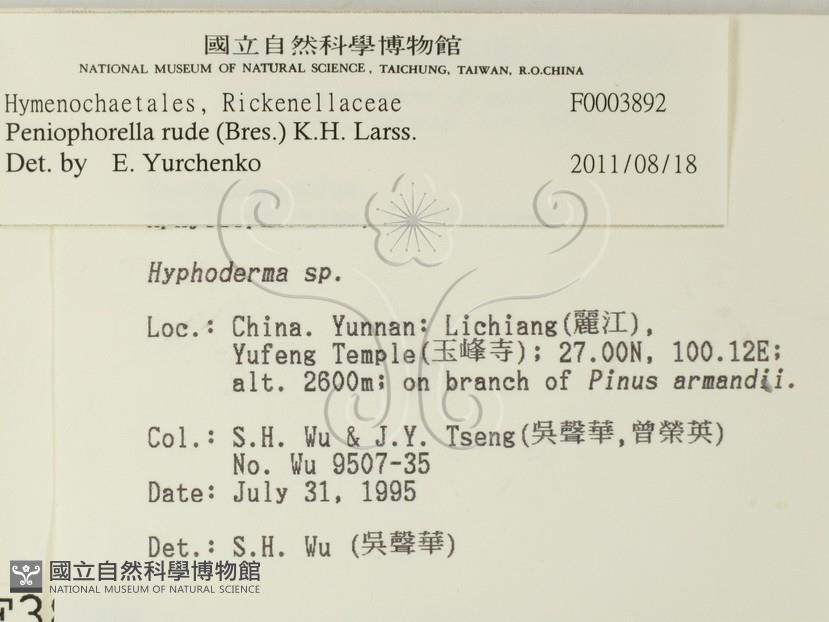 國立自然科學博物館
NATIONAL MUSEUM OF NATURAL SCIENCE, TAICHUNG, TAIWAN, R.O.CHINA
Hymenochaetales, Rickenellaceae F0003892
Peniophorella rude (Bres.) K.H. Larss.
Det. by E. Yurchenko 2011/08/18
Hyphoderma sp.
Loc.: China. Yunnan: Lichiang(麗江),
Yufeng Temple(玉峰寺); 27.00N, 100.12E;
alt. 2600m; on branch of Pinus armandii.
Col.: S.H. Wu & J.Y. Tseng(吳聲華,曾榮英)
No. Wu 9507-35
Date: July 31, 1995
Det.: S.H. Wu (吳聲華)
國立自然科學博物館
NATIONAL MUSEUM OF NATURAL SCIENCE